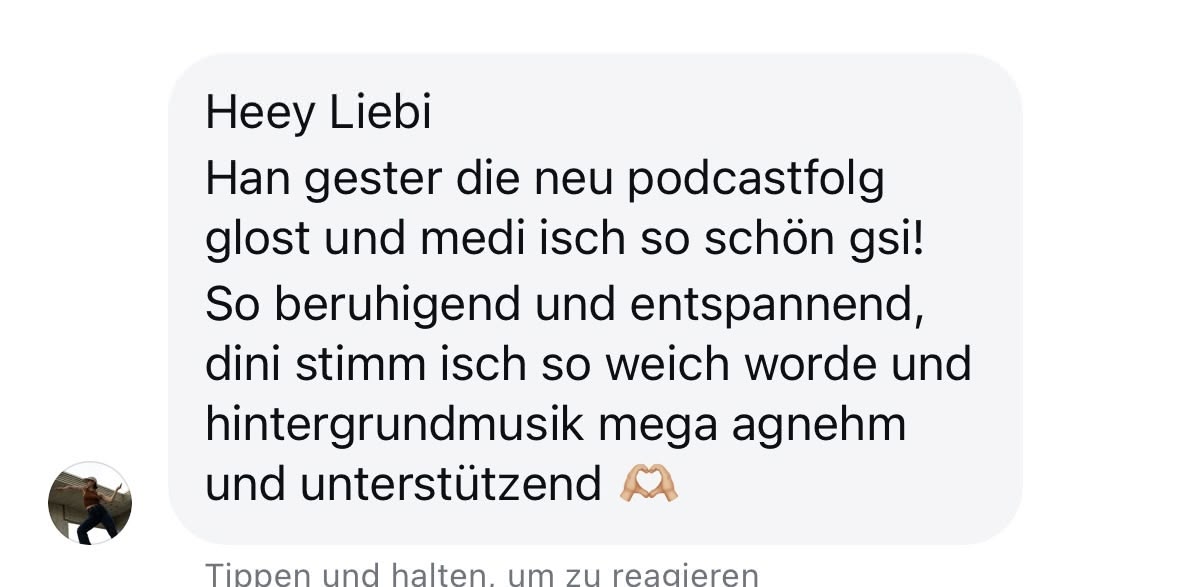 Heey Liebi
Han gester die neu podcastfolg
glost und medi isch so schön gsi!
So beruhigend und entspannend,
dini stimm isch so weich worde und
hintergrundmusik mega agnehm
und unterstützend 🫶🏼
Tippen und halten, um zu reagieren